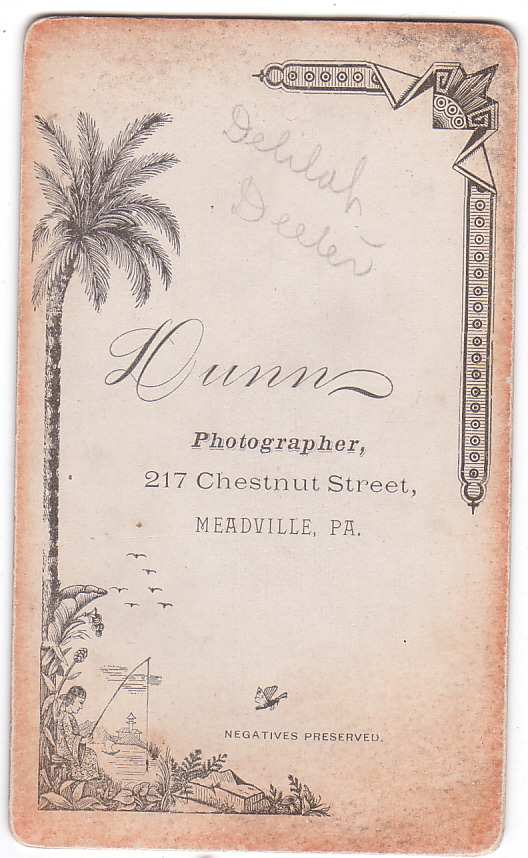 Delilah
Deeter
Dunn
Photographer,
217 Chestnut Street,
MEADVILLE, PA.
NEGATIVES PRESERVED.